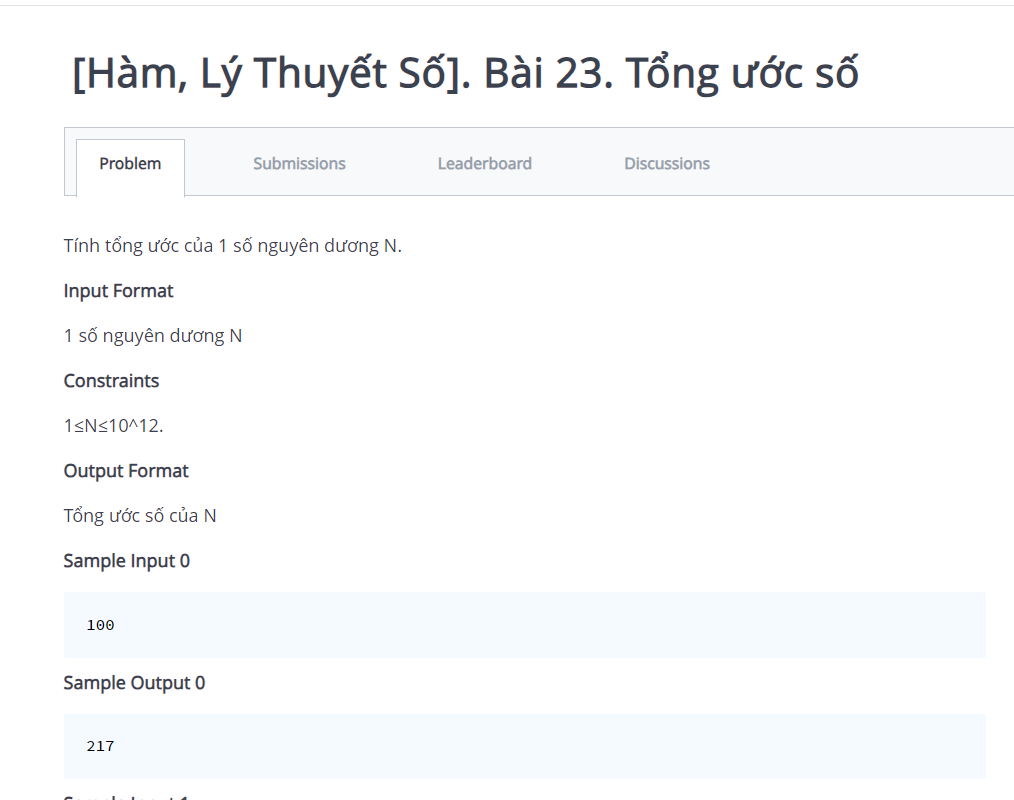 [Hàm, Lý Thuyết Số]. Bài 23. Tổng ước số
Problem Submissions Leaderboard Discussions
Tính tổng ước của 1 số nguyên dương N.
Input Format
1 số nguyên dương N
Constraints
1≤N≤10^12.
Output Format
Tổng ước số của N
Sample Input 0
100
Sample Output 0
217